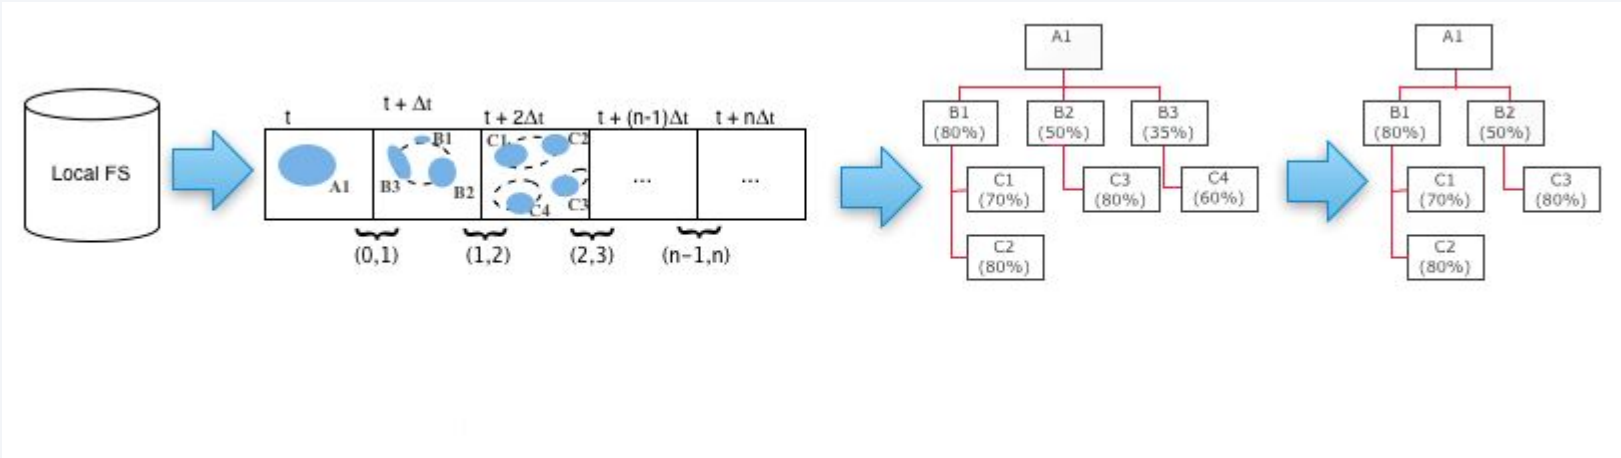 Local FS
t
t + Δt
t + 2Δt
t + (n-1)Δt
t + nΔt
A1
B1
B3
B2
C1
C2
C4
C3
...
...
(0,1)
(1,2)
(2,3)
(n−1,n)
A1
B1
(80%)
B2
(50%)
B3
(35%)
C1
(70%)
C3
(80%)
C4
(60%)
C2
(80%)
A1
B1
(80%)
B2
(50%)
C1
(70%)
C3
(80%)
C2
(80%)